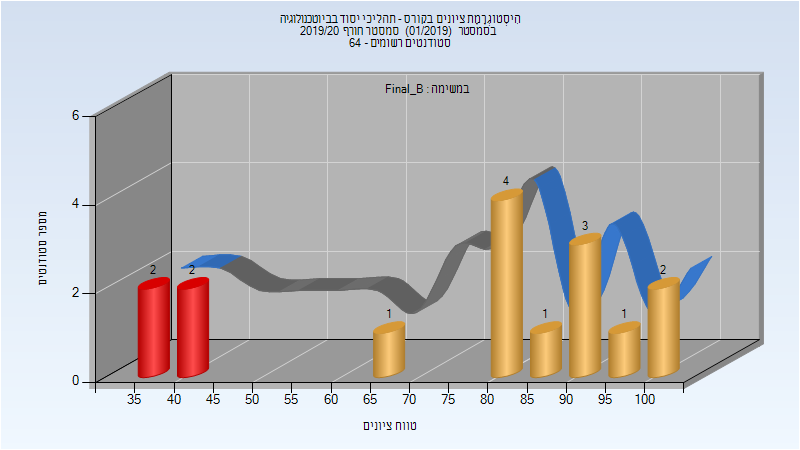 היסטוגרמת ציונים בקורס - תהליכי יסוד בביוטכנולוגיה
בסמסטר (01/2019) סמסטר חורף 2019/20
סטודנטים רשומים - 64
במשימה : Final_B
מספר סטודנטים
6
4
2
0
2
2
1
4
1
3
1
2
35 40 45 50 55 60 65 70 75 80 85 90 95 100
טווח ציונים